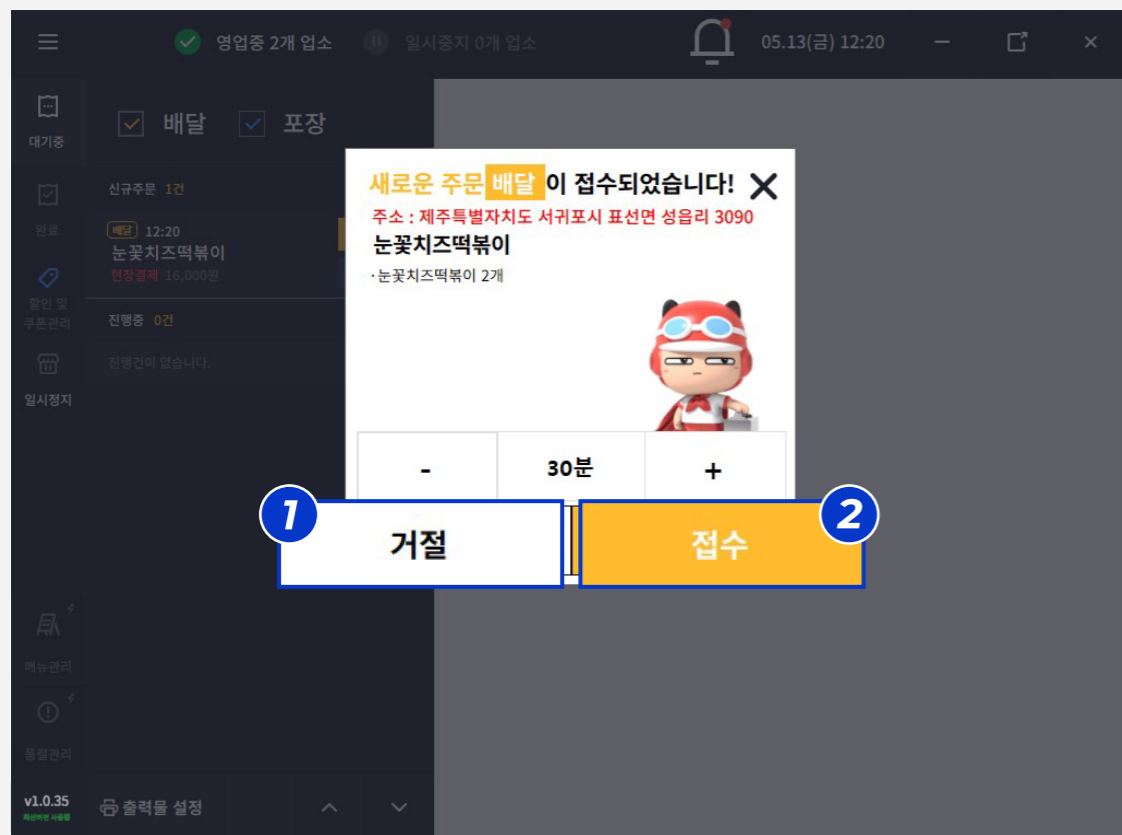 영업중 2개 업소
일시중지 0개 업소
05.13(금) 12:20
대기중
배달
포장
완료
신규주문 1건
배달 12:20
눈꽃치즈떡볶이
현장결제 16,000원
할인 및
쿠폰관리
진행중 0건
진행건이 없습니다.
일시정지
새로운 주문 배달 이 접수되었습니다!
주소 : 제주특별자치도 서귀포시 표선면 성읍리 3090
눈꽃치즈떡볶이
·눈꽃치즈떡볶이 2개
- 30분 +
1 거절
접수 2
메뉴관리
품절관리
v1.0.35
최신버전 사용중
출력물 설정